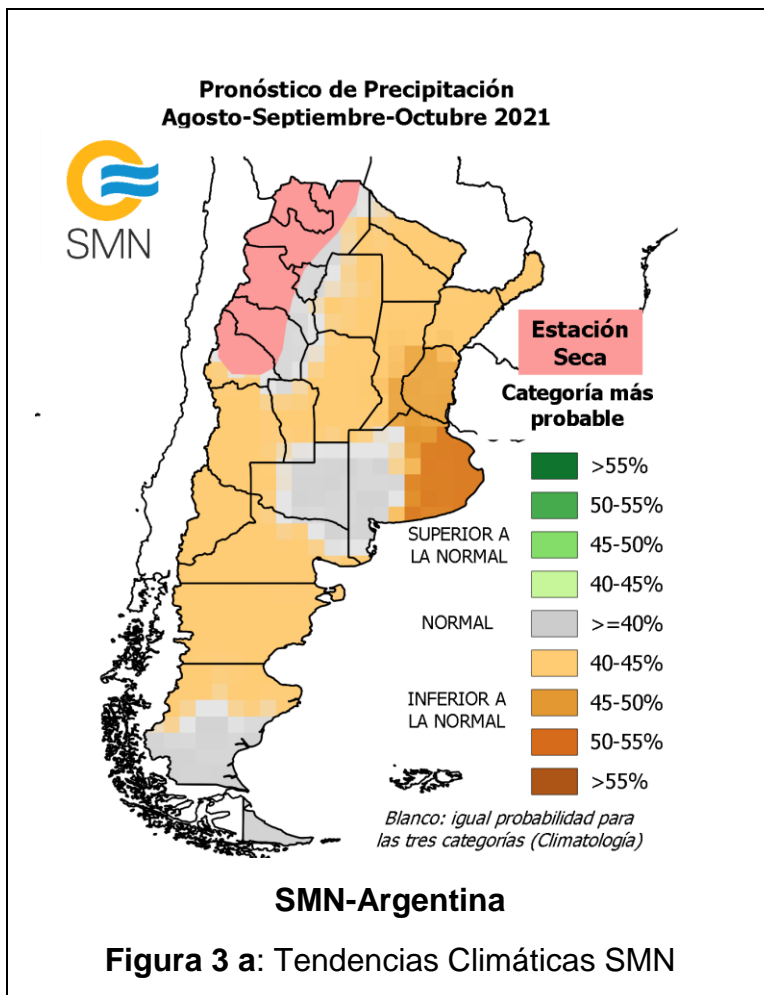 Pronóstico de Precipitación
Agosto-Septiembre-Octubre 2021
SMN
Estación
Seca
Categoría más
probable
>55%
50-55%
SUPERIOR A
LA NORMAL
45-50%
40-45%
NORMAL
>=40%
40-45%
INFERIOR A
LA NORMAL
45-50%
50-55%
>55%
Blanco: igual probabilidad para
las tres categorías (Climatología)
SMN-Argentina
Figura 3 a: Tendencias Climáticas SMN